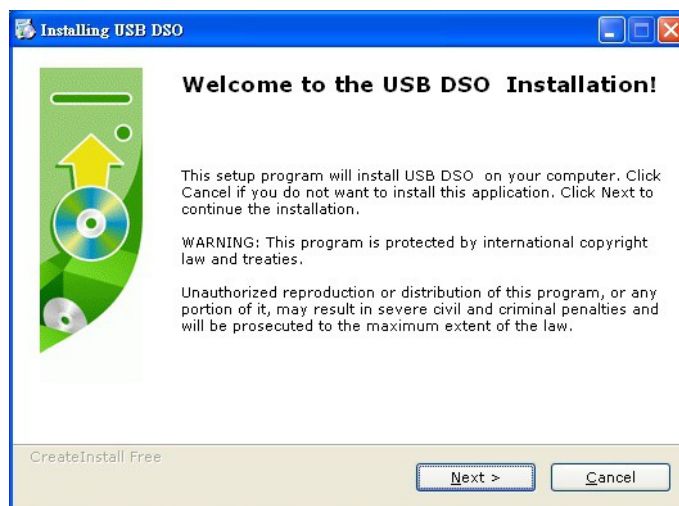 Installing USB DSO
Welcome to the USB DSO  Installation!
This setup program will install USB DSO  on your computer. Click
Cancel if you do not want to install this application. Click Next to
continue the installation.
WARNING: This program is protected by international copyright
law and treaties.
Unauthorized reproduction or distribution of this program, or any
portion of it, may result in severe civil and criminal penalties and
will be prosecuted to the maximum extent of the law.
CreateInstall Free
Next >
Cancel